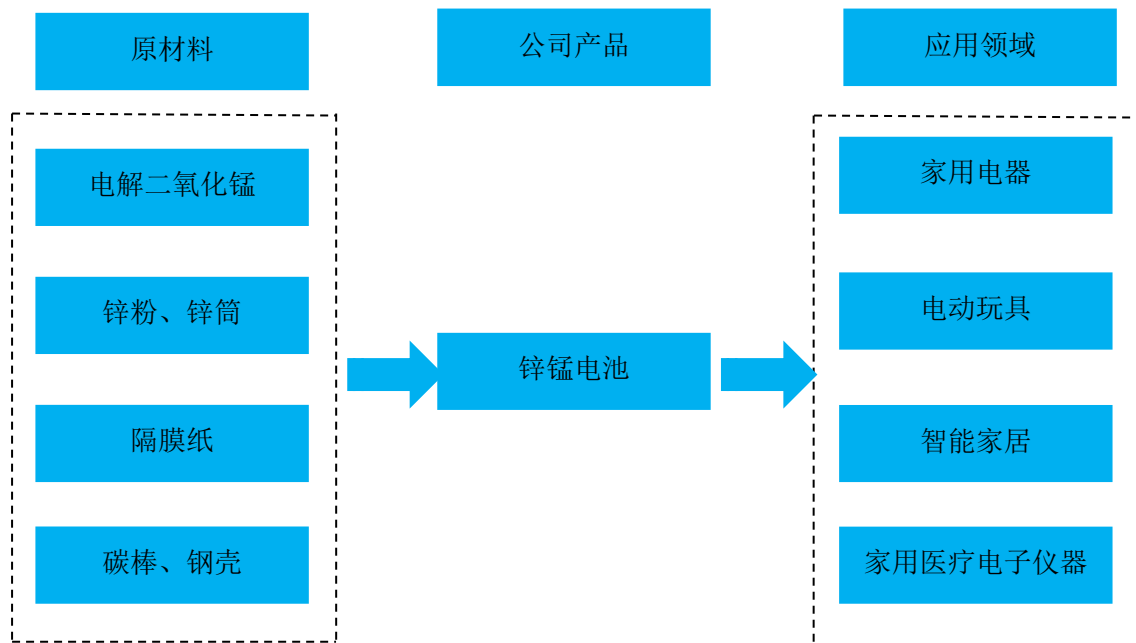 原材料
公司产品
应用领域
电解二氧化锰
锌粉、锌筒
隔膜纸
碳棒、钢壳
锌锰电池
家用电器
电动玩具
智能家居
家用医疗电子仪器